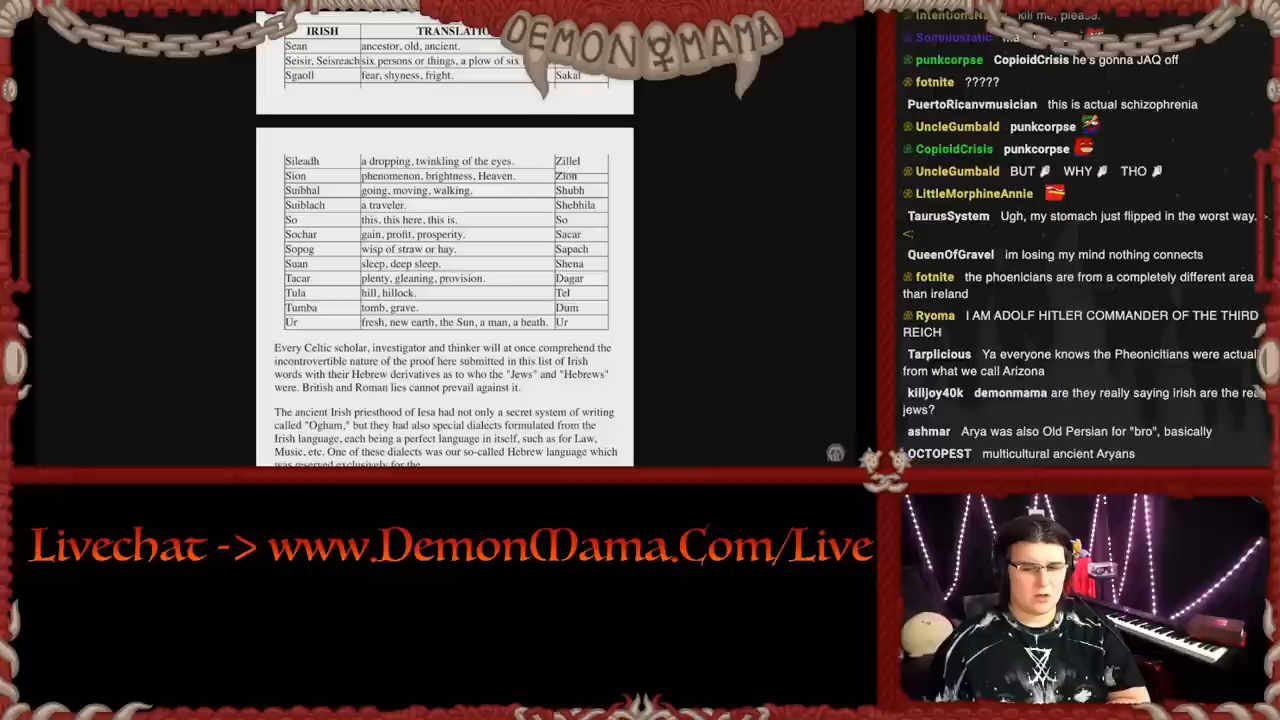 DEMON MAMA
IRISH TRANSLATIO
Sean ancestor, old, ancient.
Seisir, Seisreach six persons or things, a plow of six
Sgaoll fear, shyness, fright. Sakal
Sileadh a dropping, twinkling of the eyes. Zillel
Sion phenomenon, brightness, Heaven. Zion
Suibhal going, moving, walking. Shubh
Suiblach a traveler. Shebhila
So this, this here, this is. So
Sochar gain, profit, prosperity. Sacar
Sopog wisp of straw or hay. Sapach
Suan sleep, deep sleep. Shena
Tacar plenty, gleaning, provision. Dagar
Tula hill, hillock. Tel
Tumba tomb, grave. Dum
Ur fresh, new earth, the Sun, a man, a heath. Ur
Every Celtic scholar, investigator and thinker will at once comprehend the
incontrovertible nature of the proof here submitted in this list of Irish
words with their Hebrew derivatives as to who the "Jews" and "Hebrews"
were. British and Roman lies cannot prevail against it.
The ancient Irish priesthood of Iesa had not only a secret system of writing
called "Ogham," but they had also special dialects formulated from the
Irish language, each being a perfect language in itself, such as for Law,
Music, etc. One of these dialects was our so-called Hebrew language which
was reserved exclusively for the
kill me, please.
Somniostatic
punkcorpse CopioidCrisis he's gonna JAQ off
fotnite ?????
PuertoRicanvmusician this is actual schizophrenia
UncleGumbald punkcorpse
CopioidCrisis punkcorpse
UncleGumbald BUT WHY THO
LittleMorphineAnnie
TaurusSystem Ugh, my stomach just flipped in the worst way. >.
<;
QueenOfGravel im losing my mind nothing connects
fotnite the phoenicians are from a completely different area
than ireland
Ryoma I AM ADOLF HITLER COMMANDER OF THE THIRD
REICH
Tarplicious Ya everyone knows the Pheonicitians were actual
from what we call Arizona
killjoy40k demonmama are they really saying irish are the rea
jews?
ashmar Arya was also Old Persian for "bro", basically
OCTOPEST multicultural ancient Aryans
Livechat -> www.DemonMama.Com/Live